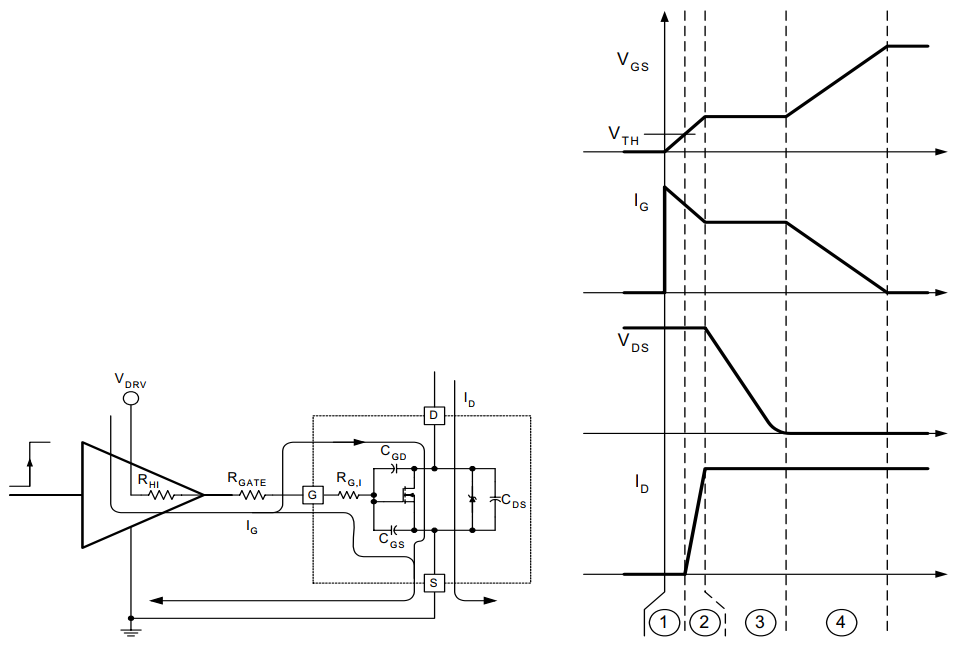 V_DRV
R_HI
R_GATE
I_G
G
R_G,I
C_GD
C_GS
C_DS
D
S
I_D
V_GS
V_TH
I_G
V_DS
I_D
1 2 3 4